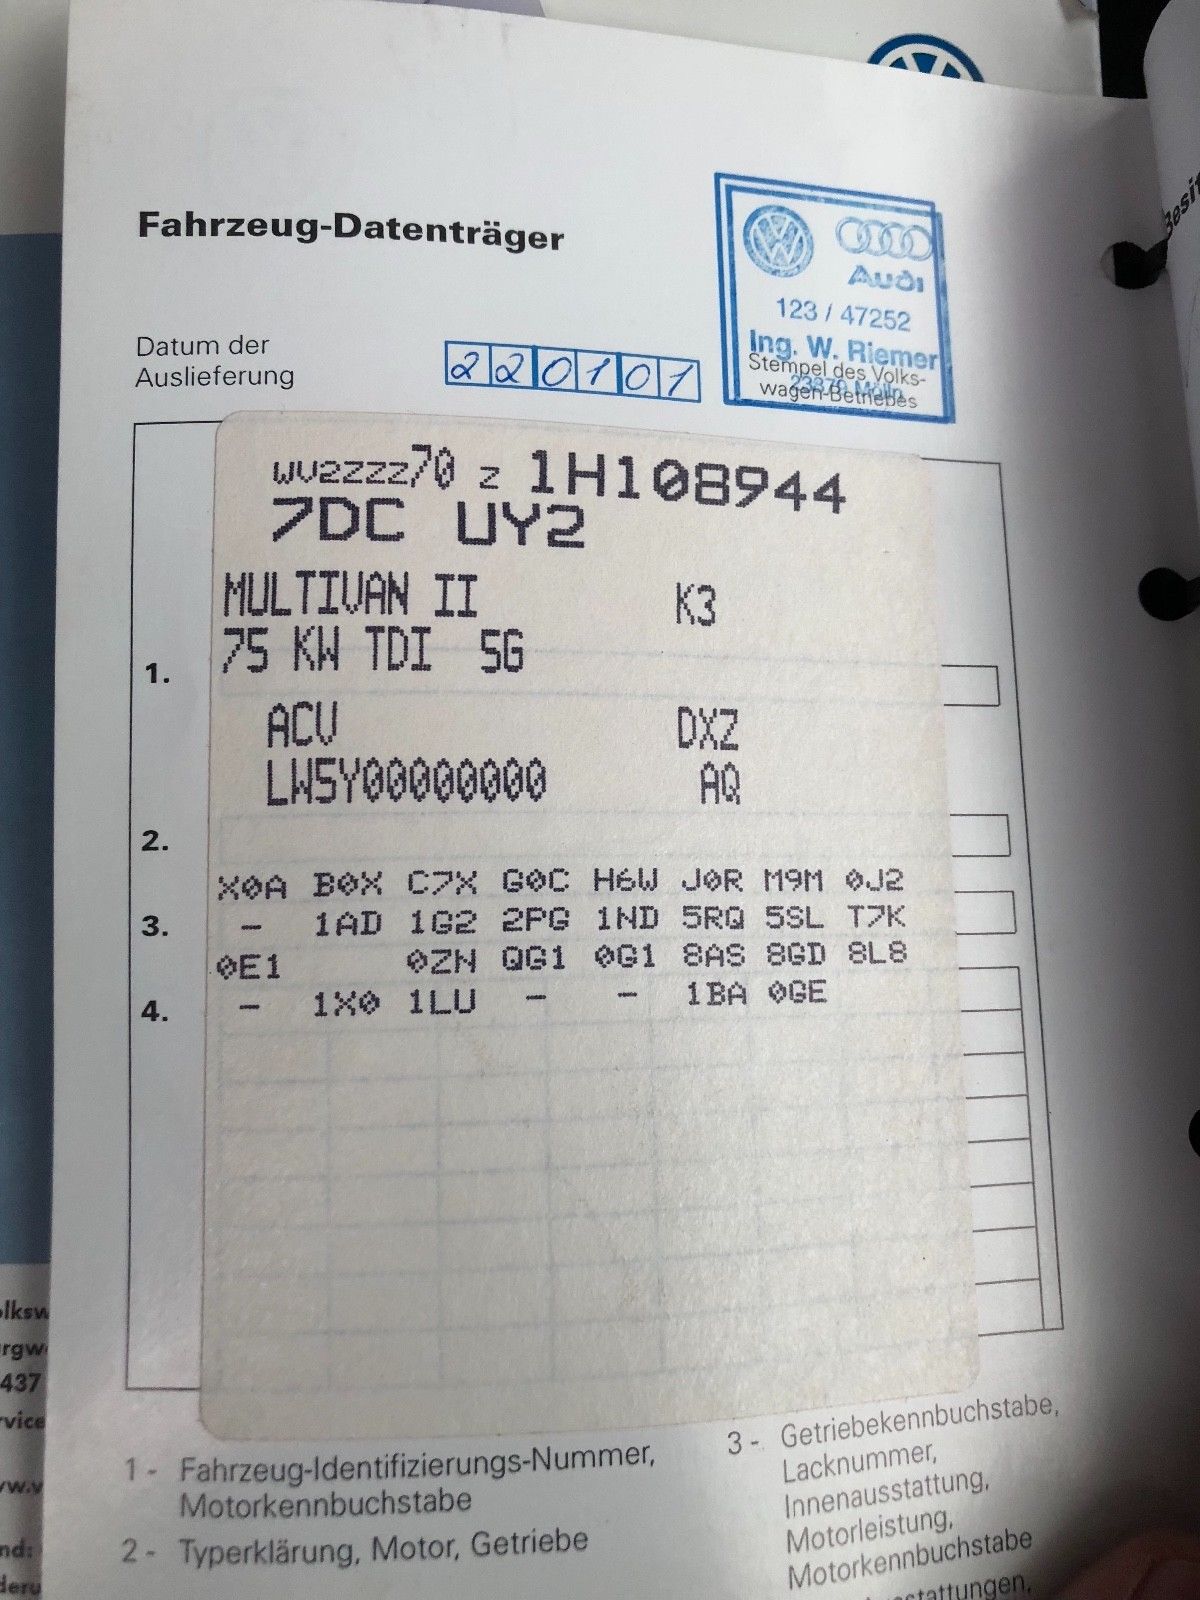 Fahrzeug-Datenträger
Audi
123 / 47252
Ing. W. Riemer
23879 Mölln
Stempel des Volks-
wagen-Betriebes
Datum der
Auslieferung
220101
WV2ZZZ70 Z 1H108944
7DC UY2
MULTIVAN II K3
75 KW TDI 5G
1.
ACV DXZ
LW5Y00000000 AQ
2.
X0A B0X C7X G0C H6W J0R M9M 0J2
3. - 1AD 1G2 2PG 1ND 5RQ 5SL T7K
0E1 0ZN QG1 0G1 8AS 8GD 8L8
4. - 1X0 1LU - - 1BA 0GE
1 - Fahrzeug-Identifizierungs-Nummer,
Motorkennbuchstabe
2 - Typerklärung, Motor, Getriebe
3 - Getriebekennbuchstabe,
Lacknummer,
Innenausstattung,
Motorleistung,
Motorkennbuchstabe
437